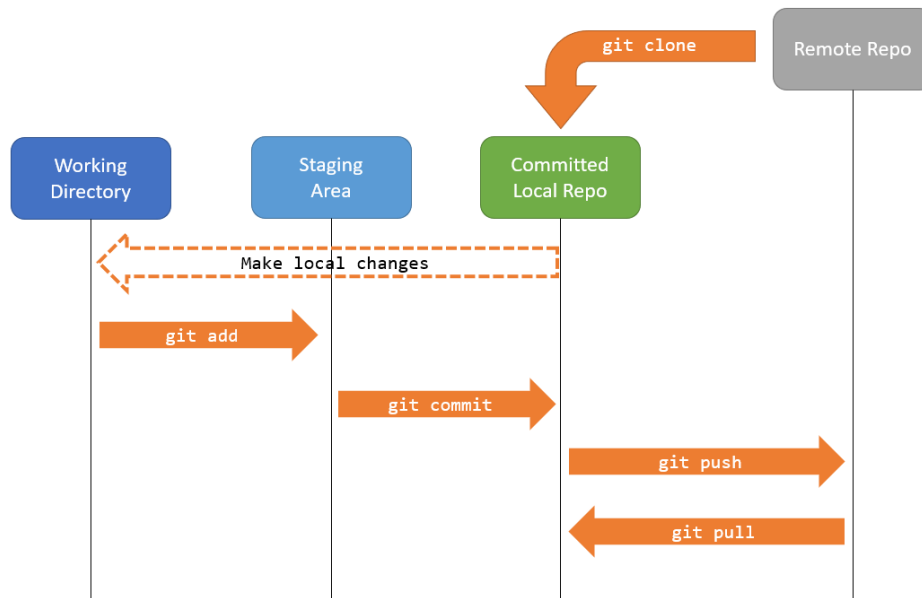 git clone
Remote Repo
Working
Directory
Staging
Area
Committed
Local Repo
Make local changes
git add
git commit
git push
git pull